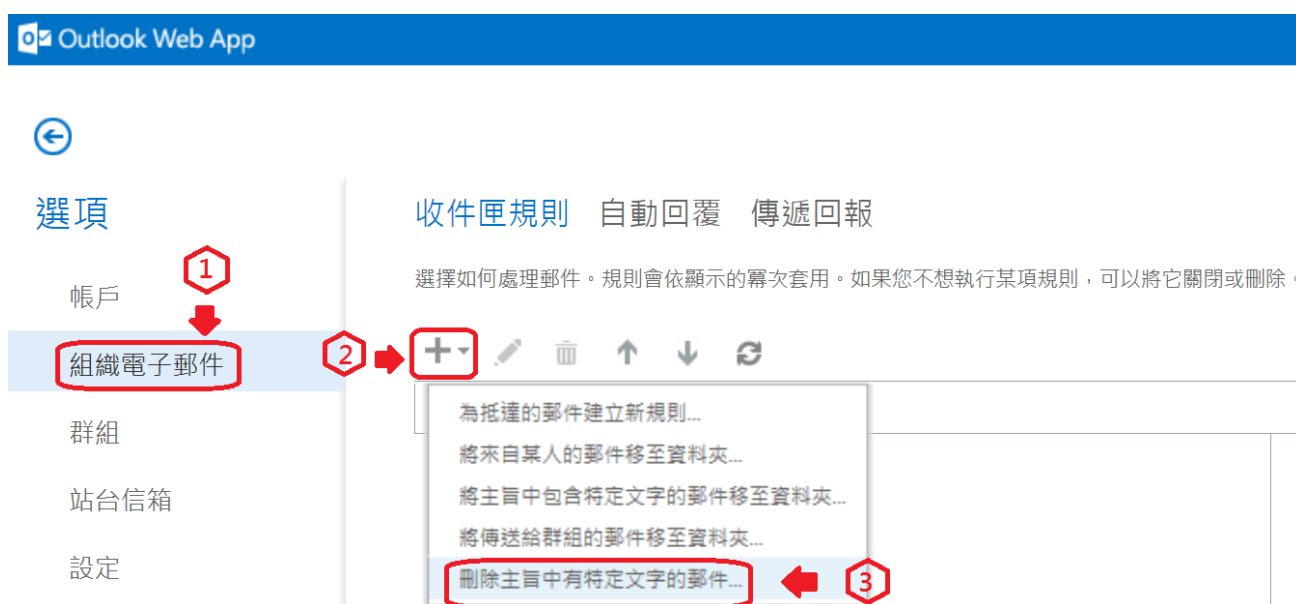 Outlook Web App
選項
收件匣規則 自動回覆 傳遞回報
1
選擇如何處理郵件。規則會依顯示的冪次套用。如果您不想執行某項規則，可以將它關閉或刪除。
帳戶
組織電子郵件
2
為抵達的郵件建立新規則...
群組
將來自某人的郵件移至資料夾...
站台信箱
將主旨中包含特定文字的郵件移至資料夾...
將傳送給群組的郵件移至資料夾...
設定
刪除主旨中有特定文字的郵件...
3